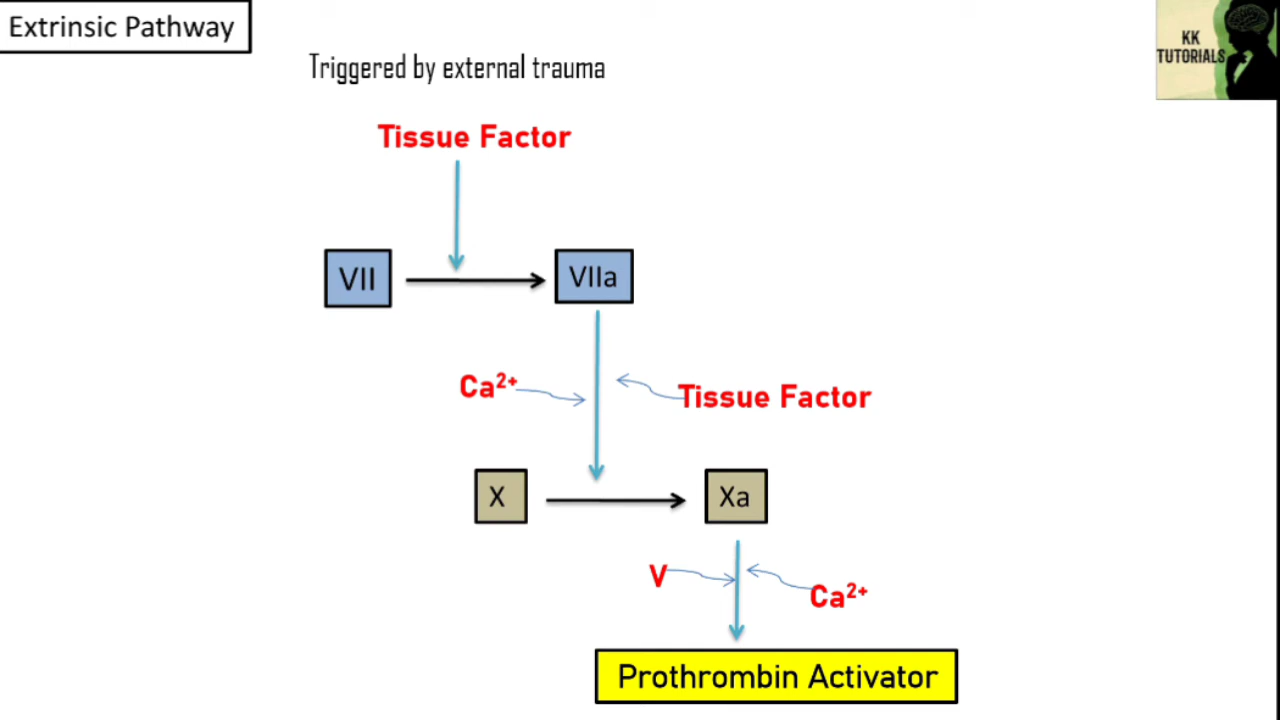 Extrinsic Pathway
KK
TUTORIALS
Triggered by external trauma
Tissue Factor
VII
VIIa
Ca²⁺
Tissue Factor
X
Xa
V
Ca²⁺
Prothrombin Activator